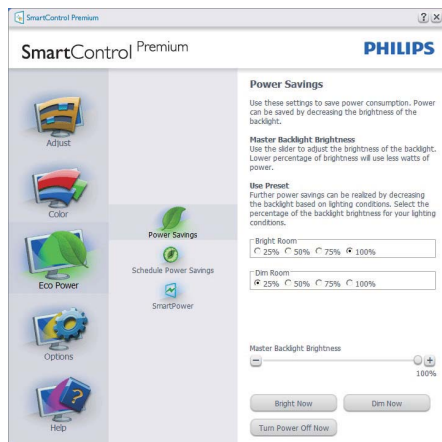 SmartControl Premium
SmartControl Premium
PHILIPS
Adjust
Color
Eco Power
Options
Help
Power Savings
Schedule Power Savings
SmartPower
Power Savings
Use these settings to save power consumption. Power
can be saved by decreasing the brightness of the
backlight.
Master Backlight Brightness
Use the slider to adjust the brightness of the backlight.
Lower percentage of brightness will use less watts of
power.
Use Preset
Further power savings can be realized by decreasing
the backlight based on lighting conditions. Select the
percentage of the backlight brightness for your lighting
conditions.
Bright Room
25% 50% 75% 100%
Dim Room
25% 50% 75% 100%
Master Backlight Brightness
100%
Bright Now Dim Now
Turn Power Off Now